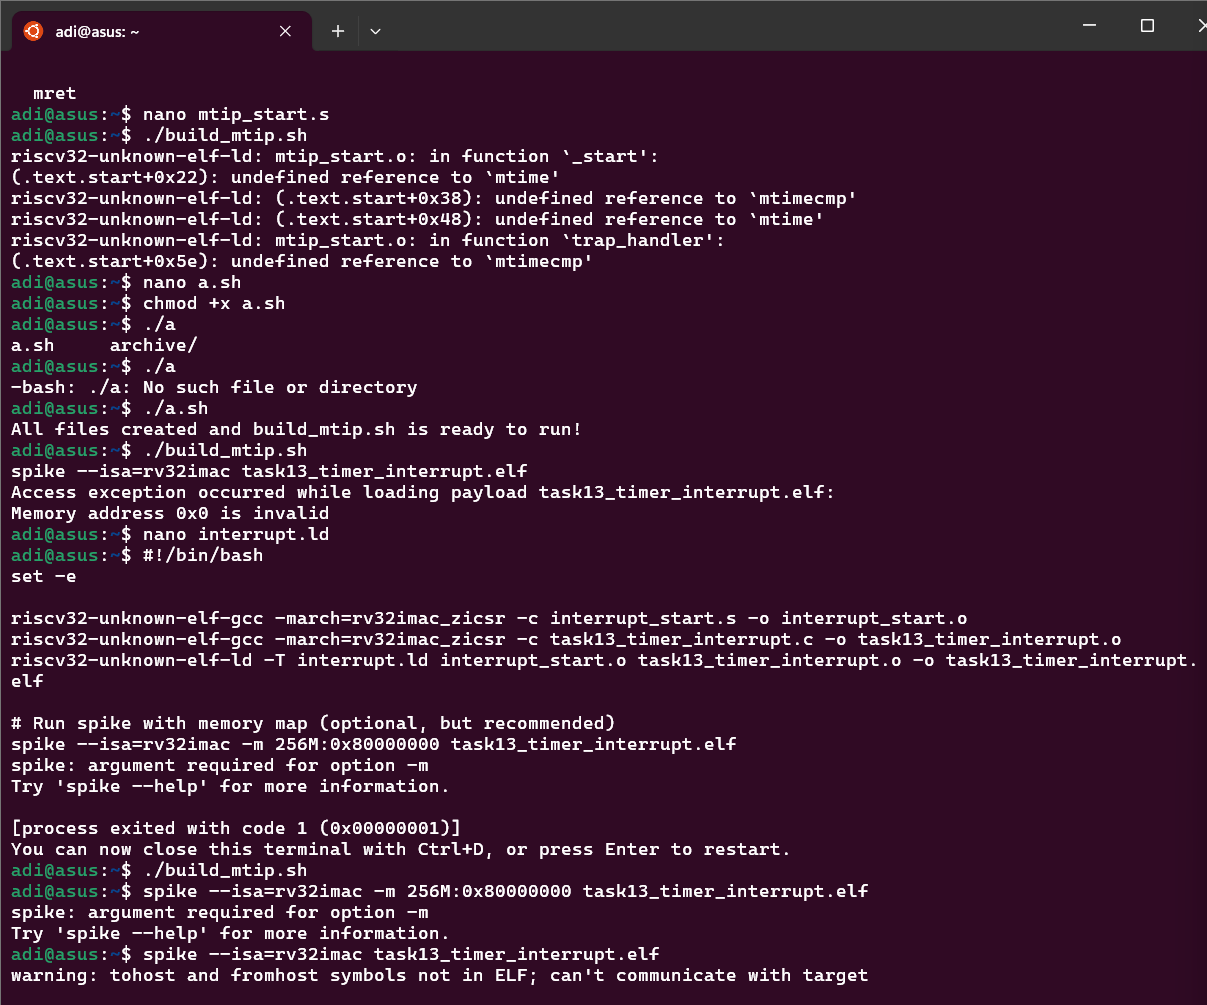 adi@asus: ~
mret
adi@asus:~$ nano mtip_start.s
adi@asus:~$ ./build_mtip.sh
riscv32-unknown-elf-ld: mtip_start.o: in function `_start':
(.text.start+0x22): undefined reference to `mtime'
riscv32-unknown-elf-ld: (.text.start+0x38): undefined reference to `mtimecmp'
riscv32-unknown-elf-ld: (.text.start+0x48): undefined reference to `mtime'
riscv32-unknown-elf-ld: mtip_start.o: in function `trap_handler':
(.text.start+0x5e): undefined reference to `mtimecmp'
adi@asus:~$ nano a.sh
adi@asus:~$ chmod +x a.sh
adi@asus:~$ ./a
a.sh     archive/
adi@asus:~$ ./a
-bash: ./a: No such file or directory
adi@asus:~$ ./a.sh
All files created and build_mtip.sh is ready to run!
adi@asus:~$ ./build_mtip.sh
spike --isa=rv32imac task13_timer_interrupt.elf
Access exception occurred while loading payload task13_timer_interrupt.elf:
Memory address 0x0 is invalid
adi@asus:~$ nano interrupt.ld
adi@asus:~$ #!/bin/bash
set -e
riscv32-unknown-elf-gcc -march=rv32imac_zicsr -c interrupt_start.s -o interrupt_start.o
riscv32-unknown-elf-gcc -march=rv32imac_zicsr -c task13_timer_interrupt.c -o task13_timer_interrupt.o
riscv32-unknown-elf-ld -T interrupt.ld interrupt_start.o task13_timer_interrupt.o -o task13_timer_interrupt.
elf
# Run spike with memory map (optional, but recommended)
spike --isa=rv32imac -m 256M:0x80000000 task13_timer_interrupt.elf
spike: argument required for option -m
Try 'spike --help' for more information.
[process exited with code 1 (0x00000001)]
You can now close this terminal with Ctrl+D, or press Enter to restart.
adi@asus:~$ ./build_mtip.sh
adi@asus:~$ spike --isa=rv32imac -m 256M:0x80000000 task13_timer_interrupt.elf
spike: argument required for option -m
Try 'spike --help' for more information.
adi@asus:~$ spike --isa=rv32imac task13_timer_interrupt.elf
warning: tohost and fromhost symbols not in ELF; can't communicate with target